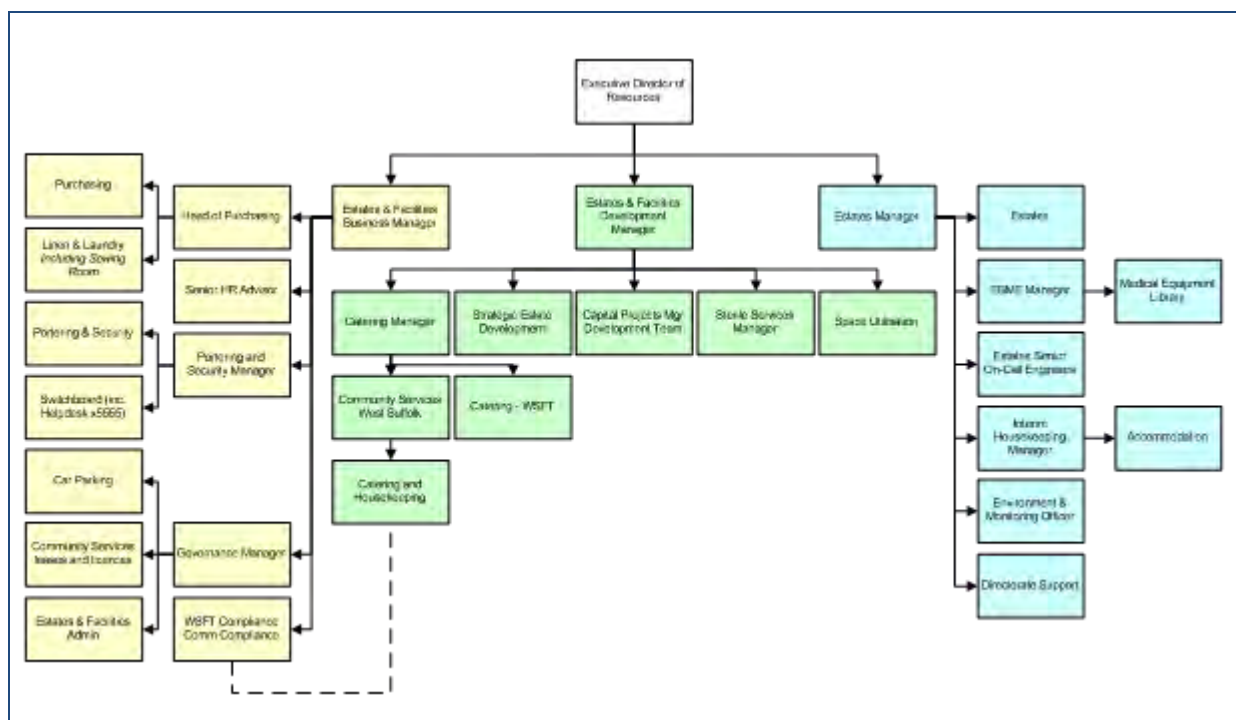 Executive Director of
Resources
Purchasing
Head of Purchasing
Estates & Facilities
Business Manager
Estates & Facilities
Development
Manager
Estates Manager
Estates
Linen & Laundry
Including Sewing
Room
Senior HR Advisor
Catering Manager
Strategic Estate
Development
Capital Projects Mgr
Development Team
Sterile Services
Manager
Space Utilisation
EBME Manager
Medical Equipment
Library
Portering & Security
Portering and
Security Manager
Estates Senior
On-Call Engineers
Switchboard (inc.
Helpdesk x5555)
Community Services
West Suffolk
Catering - WSFT
Interim
Housekeeping
Manager
Accommodation
Car Parking
Catering and
Housekeeping
Environment &
Monitoring Officer
Community Services
leases and licences
Governance Manager
Directorate Support
Estates & Facilities
Admin
WSFT Compliance
Comm Compliance